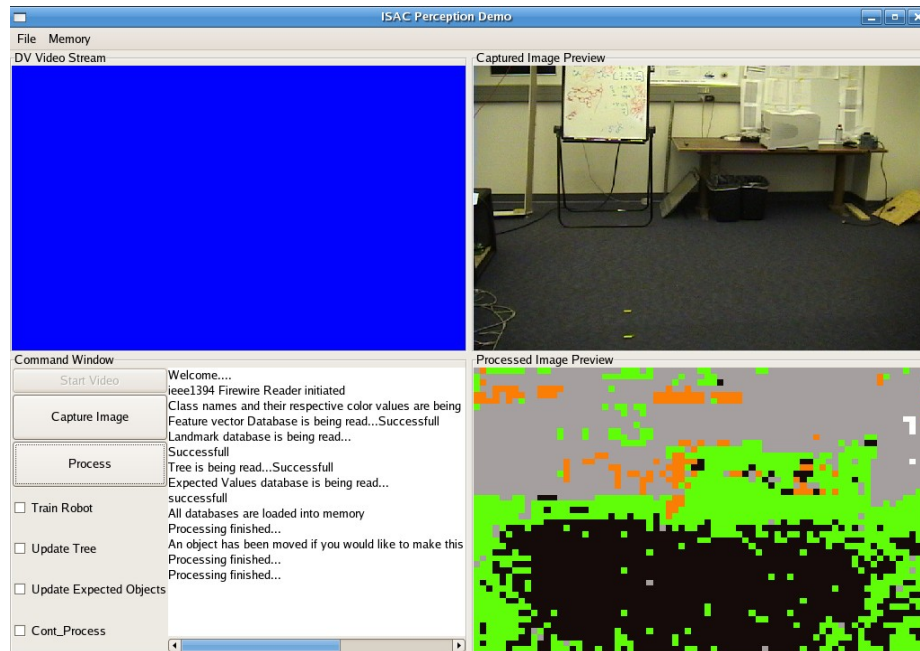 ISAC Perception Demo
File Memory
DV Video Stream
Captured Image Preview
Command Window
Start Video
Capture Image
Process
Train Robot
Update Tree
Update Expected Objects
Cont_Process
Welcome....
ieee1394 Firewire Reader initiated
Class names and their respective color values are being
Feature vector Database is being read...Successfull
Landmark database is being read...
Successfull
Tree is being read...Successfull
Expected Values database is being read...
successfull
All databases are loaded into memory
Processing finished...
An object has been moved if you would like to make this
Processing finished...
Processing finished...
Processed Image Preview